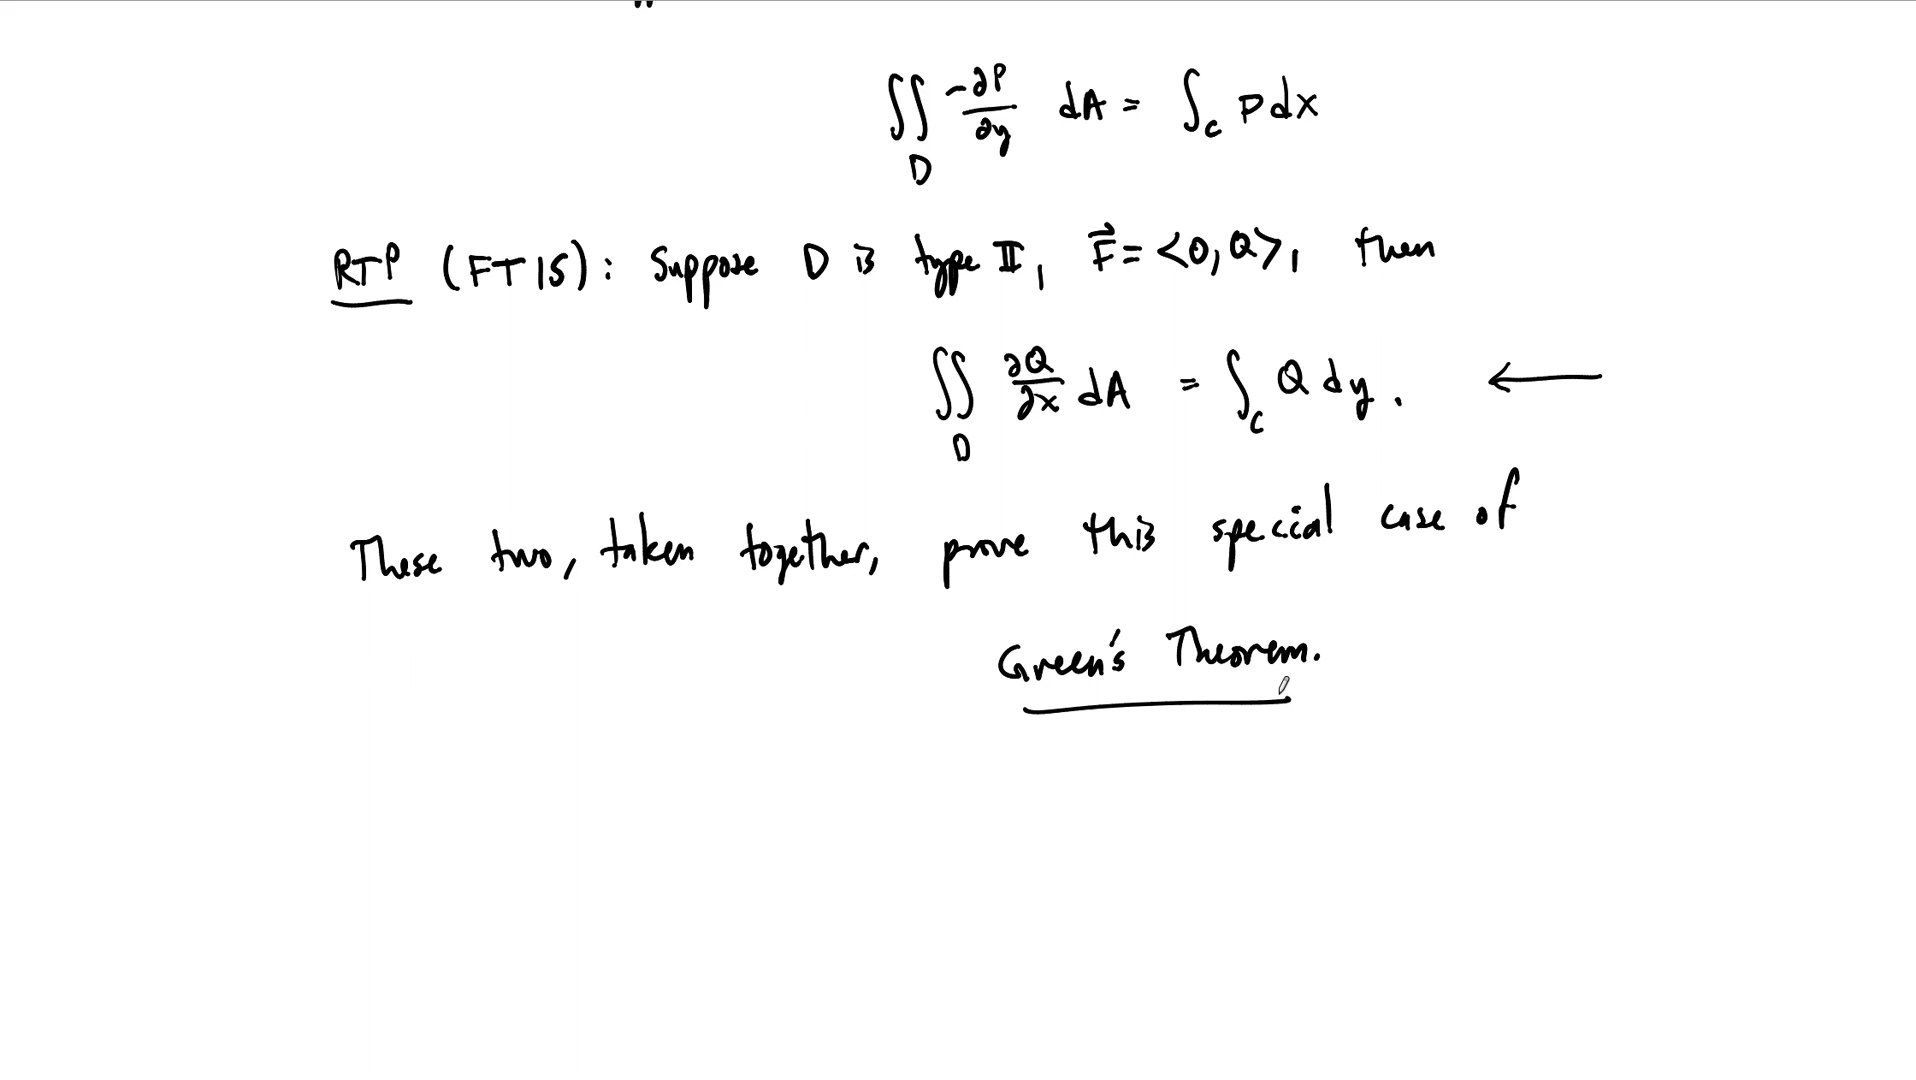 ∬_D -∂P/∂y dA = ∫_C P dx
RTP (FTIS): Suppose D is type II, F⃗ = <0, Q>, then
∬_D ∂Q/∂x dA = ∫_C Q dy. ←
These two, taken together, prove this special case of
Green's Theorem.